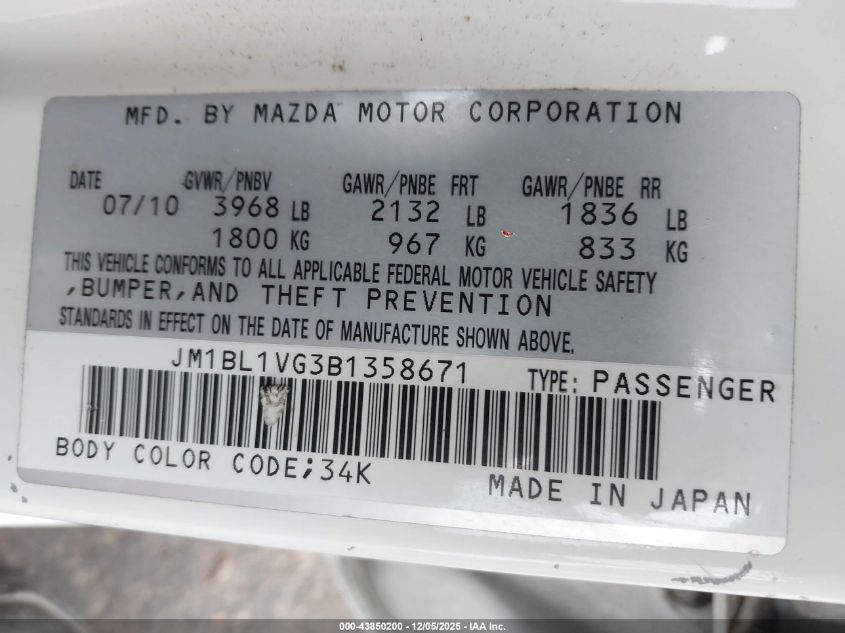 MFD. BY MAZDA MOTOR CORPORATION
DATE GVWR/PNBV GAWR/PNBE FRT GAWR/PNBE RR
07/10 3968 LB 2132 LB 1836 LB
1800 KG 967 KG 833 KG
THIS VEHICLE CONFORMS TO ALL APPLICABLE FEDERAL MOTOR VEHICLE SAFETY
,BUMPER,AND THEFT PREVENTION
STANDARDS IN EFFECT ON THE DATE OF MANUFACTURE SHOWN ABOVE.
JM1BL1VG3B1358671 TYPE: PASSENGER
BODY COLOR CODE;34K MADE IN JAPAN
000-43850200 - 12/05/2025 - IAA Inc.